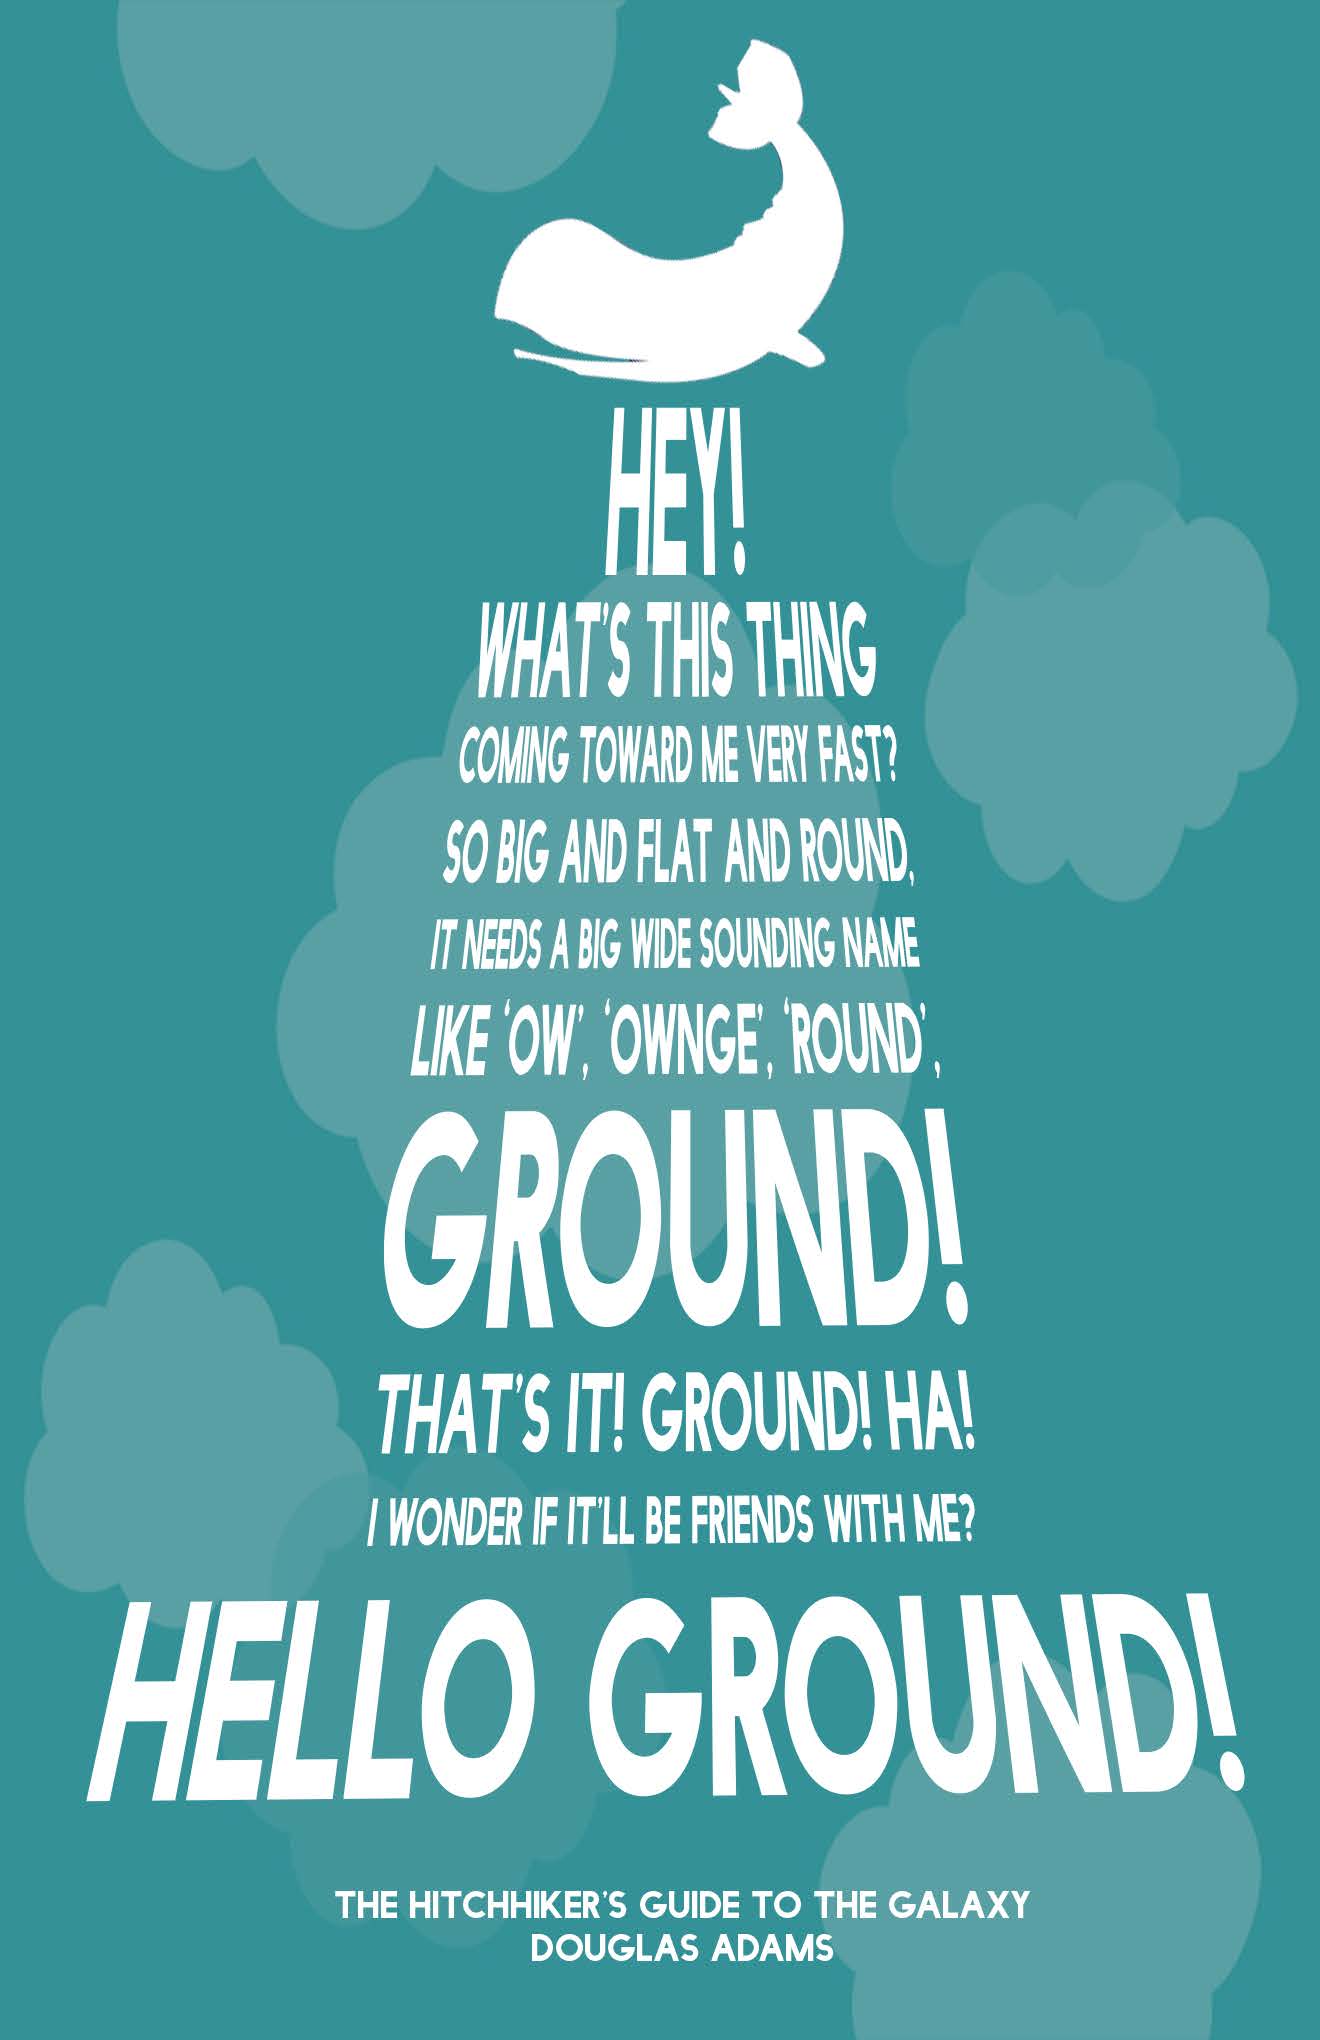 HEY!
WHAT'S THIS THING
COMING TOWARD ME VERY FAST?
SO BIG AND FLAT AND ROUND,
IT NEEDS A BIG WIDE SOUNDING NAME
LIKE 'OW', 'OWNGE', 'ROUND',
GROUND!
THAT'S IT! GROUND! HA!
I WONDER IF IT'LL BE FRIENDS WITH ME?
HELLO GROUND!
THE HITCHHIKER'S GUIDE TO THE GALAXY
DOUGLAS ADAMS